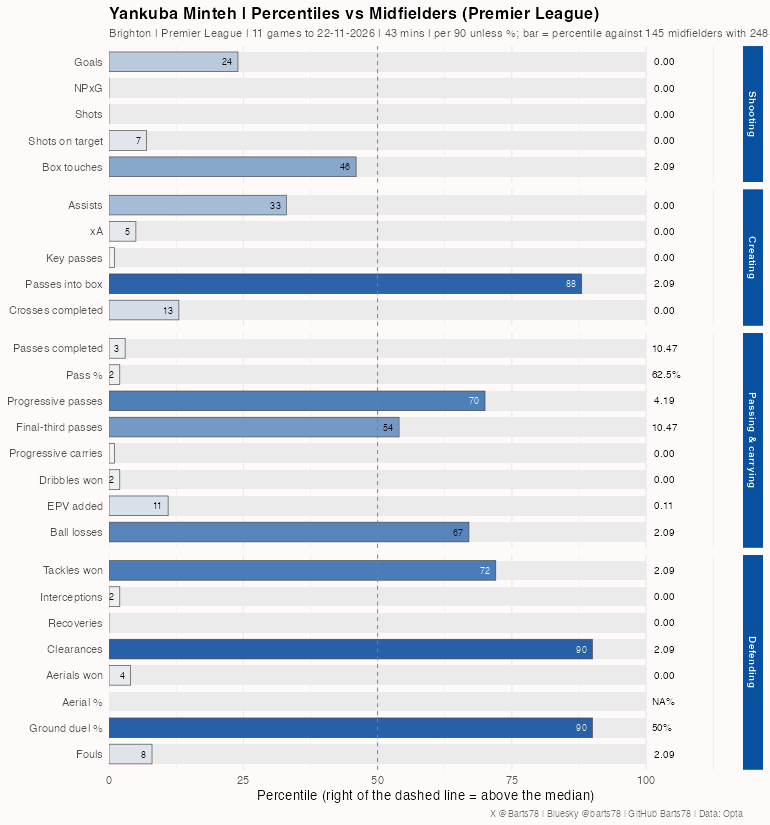 Yankuba Minteh | Percentiles vs Midfielders (Premier League)
Brighton | Premier League | 11 games to 22-11-2026 | 43 mins | per 90 unless %; bar = percentile against 145 midfielders with 248
Shooting
Goals 24 0.00
NPxG 0.00
Shots 0.00
Shots on target 7 0.00
Box touches 46 2.09
Creating
Assists 33 0.00
xA 5 0.00
Key passes 0.00
Passes into box 88 2.09
Crosses completed 13 0.00
Passing & carrying
Passes completed 3 10.47
Pass % 2 62.5%
Progressive passes 70 4.19
Final-third passes 54 10.47
Progressive carries 0.00
Dribbles won 2 0.00
EPV added 11 0.11
Ball losses 67 2.09
Defending
Tackles won 72 2.09
Interceptions 2 0.00
Recoveries 0.00
Clearances 90 2.09
Aerials won 4 0.00
Aerial % NA%
Ground duel % 90 50%
Fouls 8 2.09
0 25 50 75 100
Percentile (right of the dashed line = above the median)
X @Barts78 | Bluesky @barts78 | GitHub Barts78 | Data: Opta